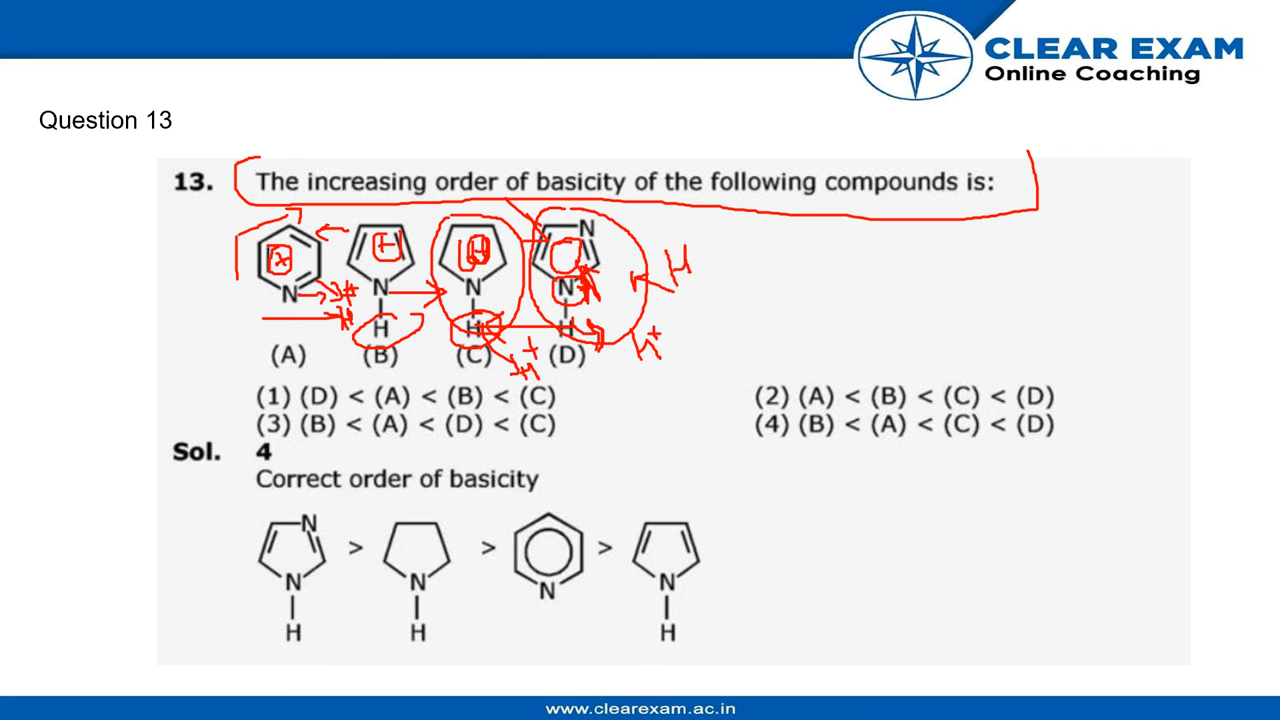 CLEAR EXAM
Online Coaching
Question 13
13. The increasing order of basicity of the following compounds is:
N N N N N
H H H
(A) (B) (C) (D)
(1) (D) < (A) < (B) < (C) (2) (A) < (B) < (C) < (D)
(3) (B) < (A) < (D) < (C) (4) (B) < (A) < (C) < (D)
Sol. 4
Correct order of basicity
N
> > >
N N N N
H H H
www.clearexam.ac.in